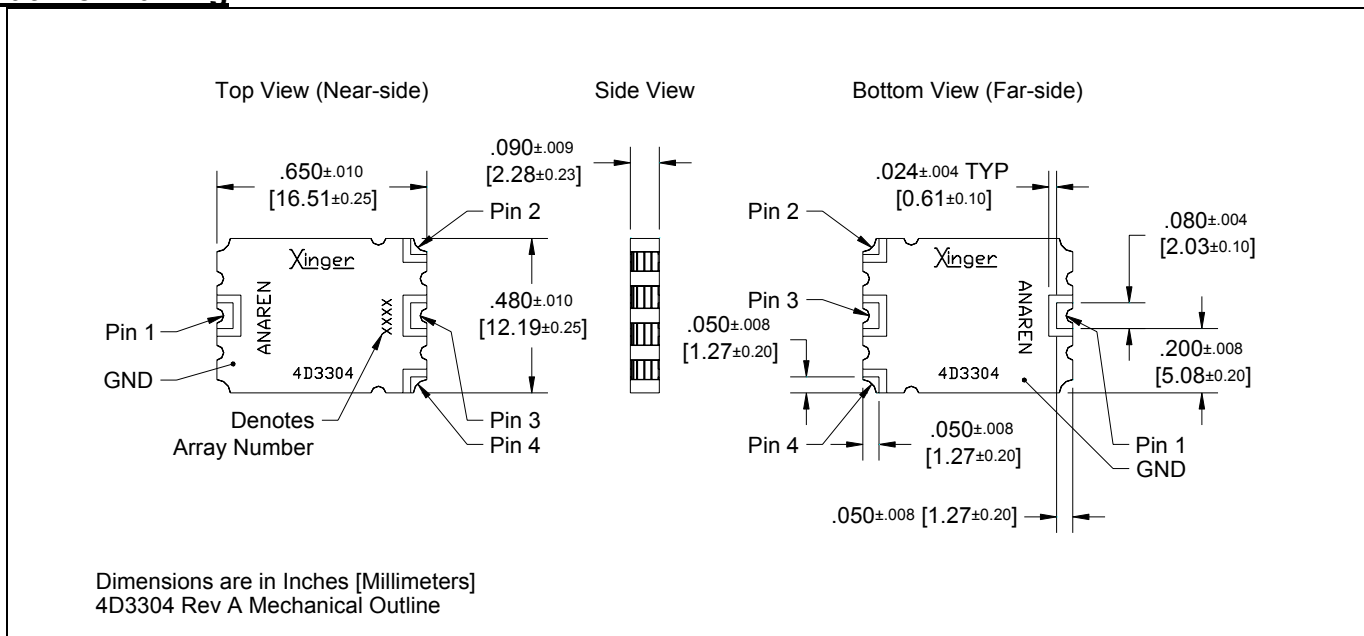 Top View (Near-side)
Side View
Bottom View (Far-side)
.650±.010
[16.51±0.25]
.090±.009
[2.28±0.23]
.024±.004 TYP
[0.61±0.10]
Pin 2
Pin 2
.080±.004
[2.03±0.10]
Xinger
ANAREN
XXXX
4D3304
Pin 1
GND
.480±.010
[12.19±0.25]
Denotes
Array Number
Pin 3
Pin 4
Pin 3
.050±.008
[1.27±0.20]
Pin 4
Xinger
ANAREN
4D3304
.200±.008
[5.08±0.20]
.050±.008
[1.27±0.20]
Pin 1
GND
.050±.008 [1.27±0.20]
Dimensions are in Inches [Millimeters]
4D3304 Rev A Mechanical Outline